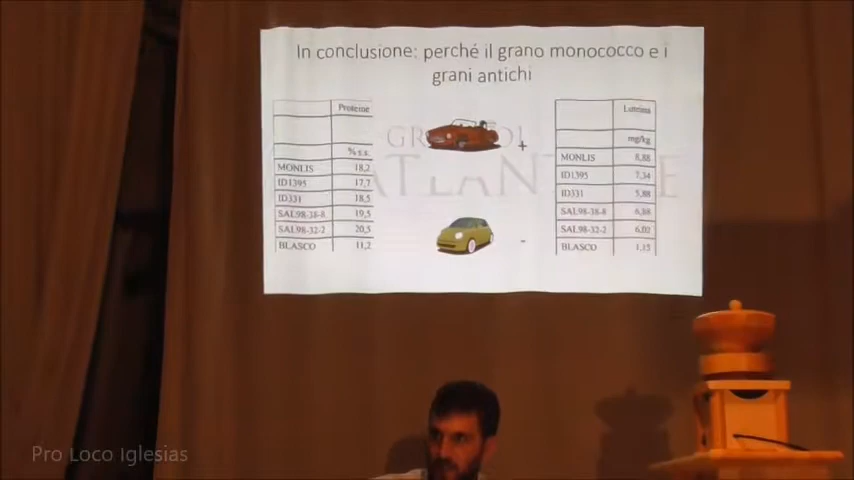 In conclusione: perché il grano monococco e i
grani antichi
Proteine
% s.s.
MONLIS 18,2
ID1395 17,7
ID331 18,5
SAL98-38-8 19,5
SAL98-32-2 20,5
BLASCO 11,2
+
-
Luteina
mg/kg
MONLIS 8,88
ID1395 7,34
ID331 5,88
SAL98-38-8 6,88
SAL98-32-2 6,02
BLASCO 1,15
Pro Loco Iglesias